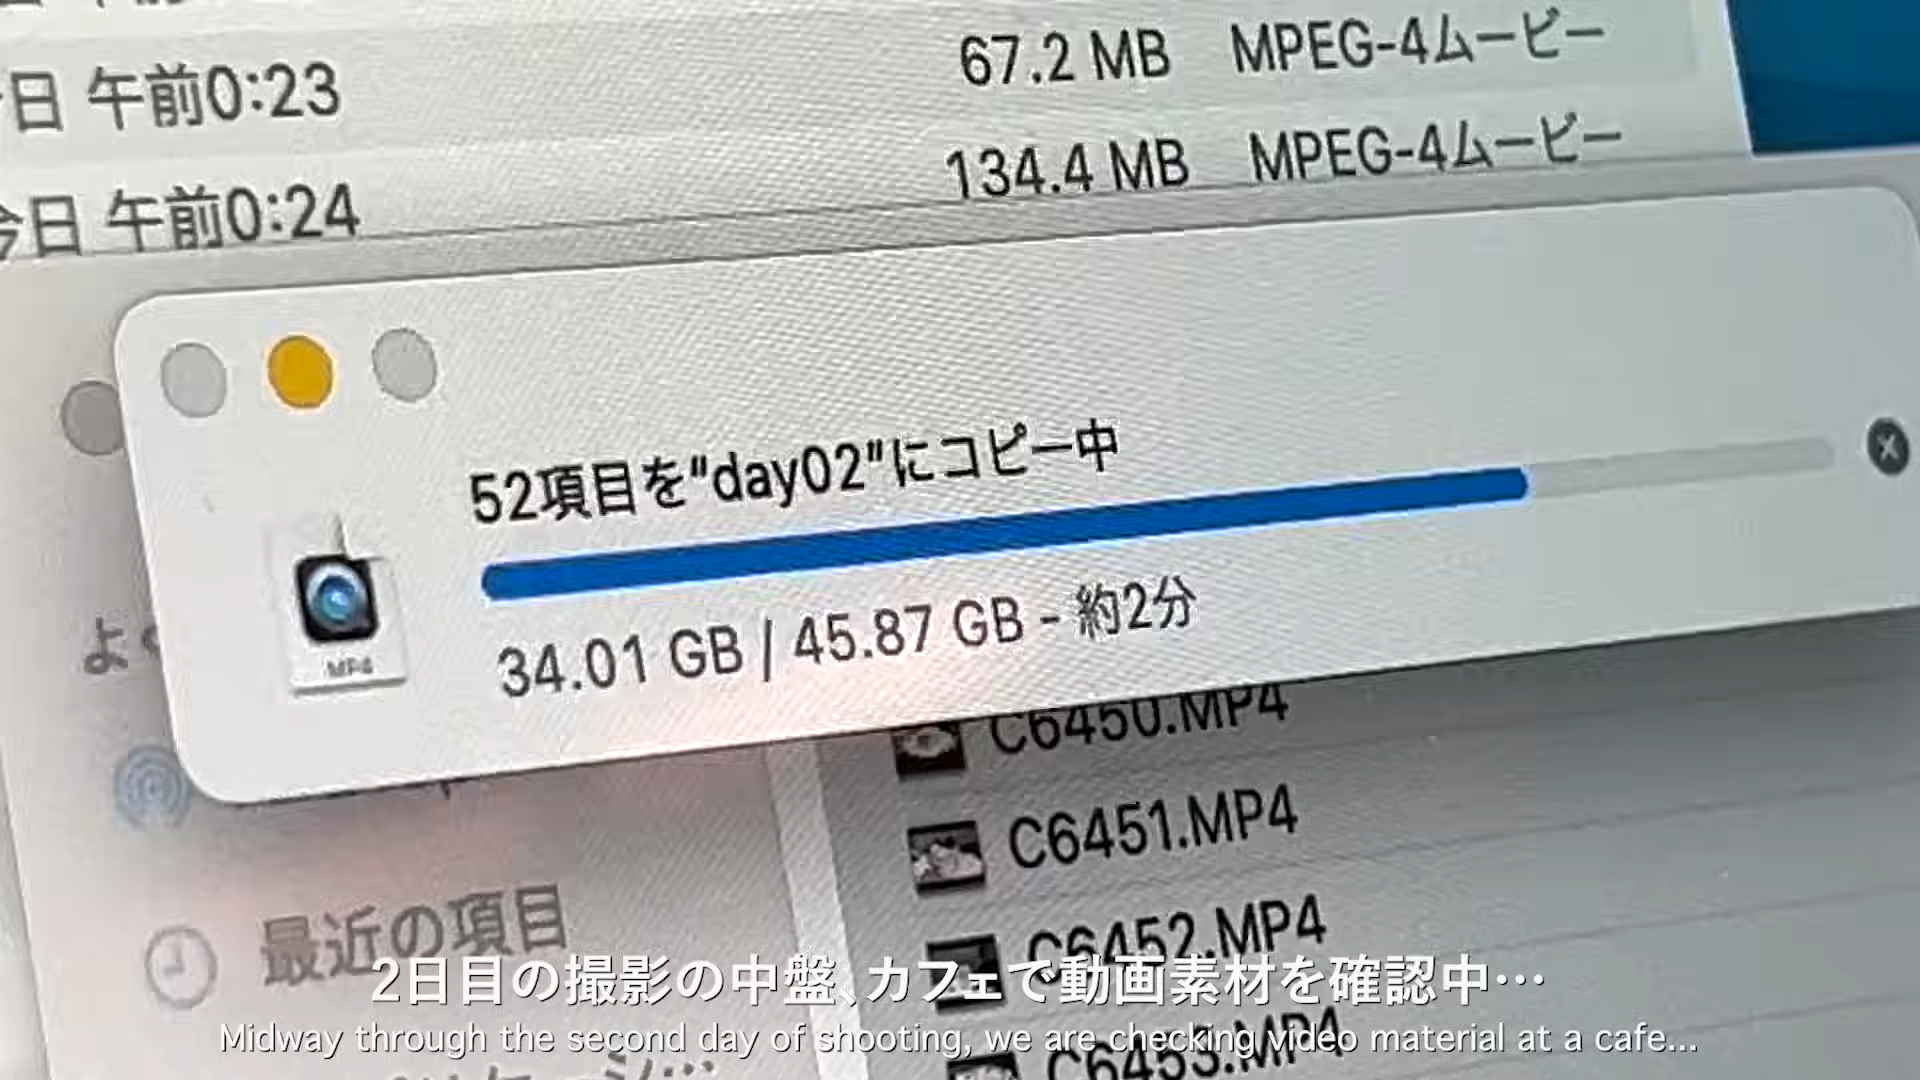 日 午前0:23 67.2 MB MPEG-4ムービー
今日 午前0:24 134.4 MB MPEG-4ムービー
52項目を"day02"にコピー中
34.01 GB / 45.87 GB - 約2分
MP4
よく
C6450.MP4
C6451.MP4
最近の項目
C6452.MP4
2日目の撮影の中盤、カフェで動画素材を確認中…
Midway through the second day of shooting, we are checking video material at a cafe...
C6453.MP4